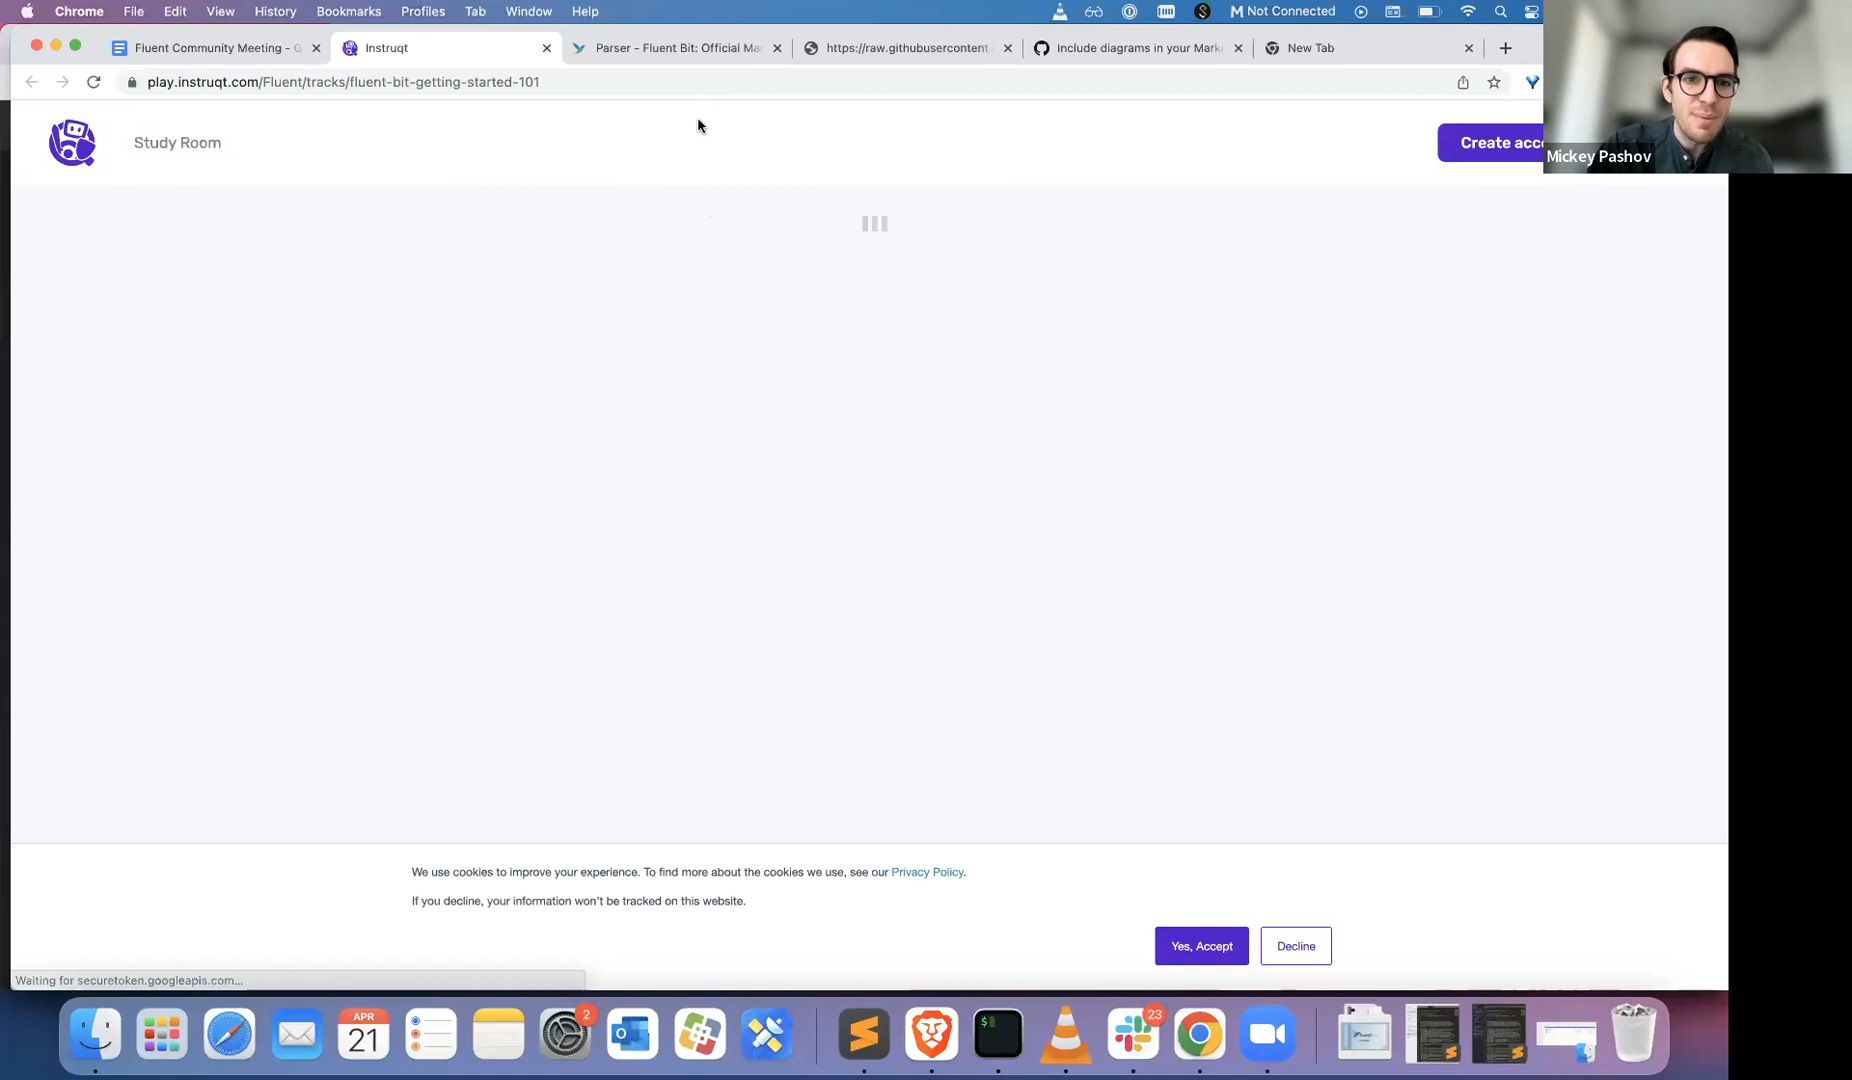 Chrome File Edit View History Bookmarks Profiles Tab Window Help
M Not Connected
Fluent Community Meeting - G
Instruqt
Parser - Fluent Bit: Official Ma
https://raw.githubusercontent
Include diagrams in your Mark
New Tab
play.instruqt.com/Fluent/tracks/fluent-bit-getting-started-101
Study Room
Create acc
Mickey Pashov
We use cookies to improve your experience. To find more about the cookies we use, see our Privacy Policy.
If you decline, your information won't be tracked on this website.
Yes, Accept
Decline
Waiting for securetoken.googleapis.com...
APR
21
2
$
23